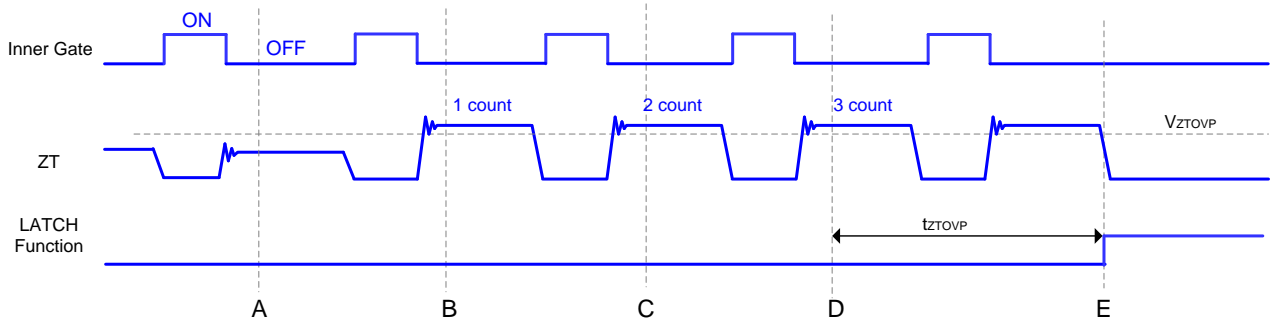 ON
Inner Gate
OFF
1 count
2 count
3 count
VZTOVP
ZT
LATCH
Function
tZTOVP
A
B
C
D
E